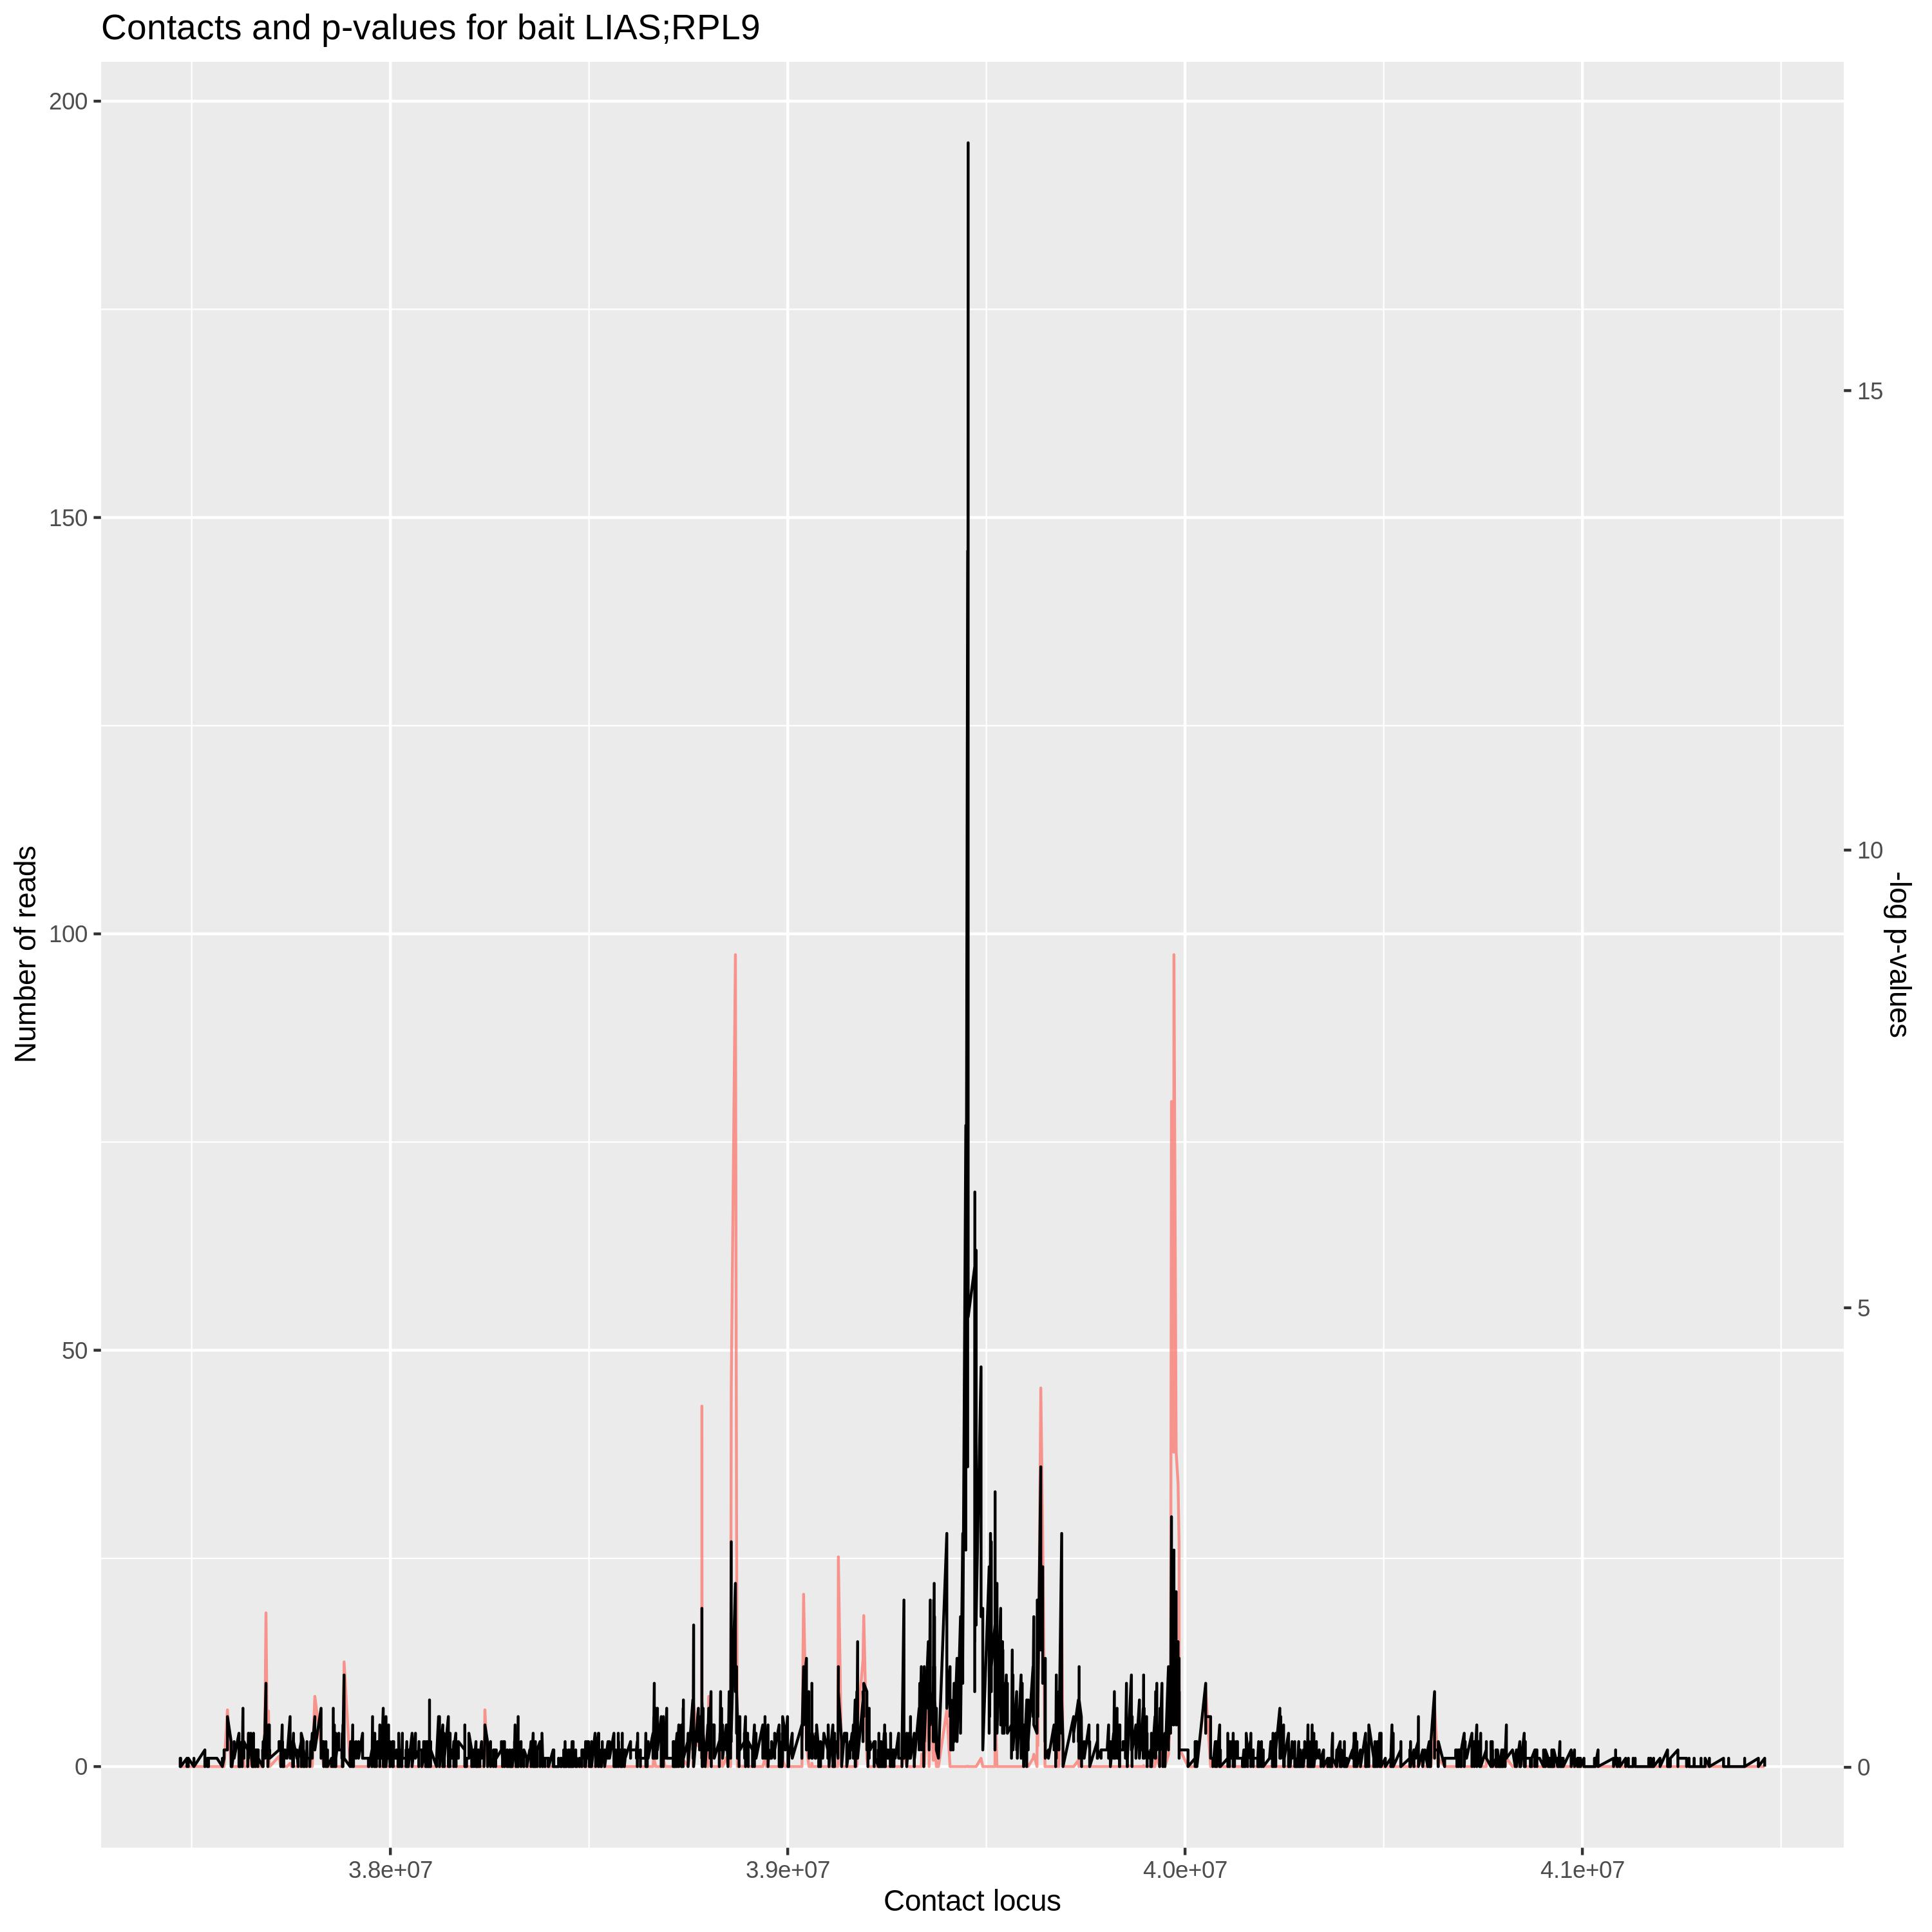 Contacts and p-values for bait LIAS;RPL9
200
150
100
50
0
Number of reads
15
10
5
0
-log p-values
3.8e+07
3.9e+07
4.0e+07
4.1e+07
Contact locus